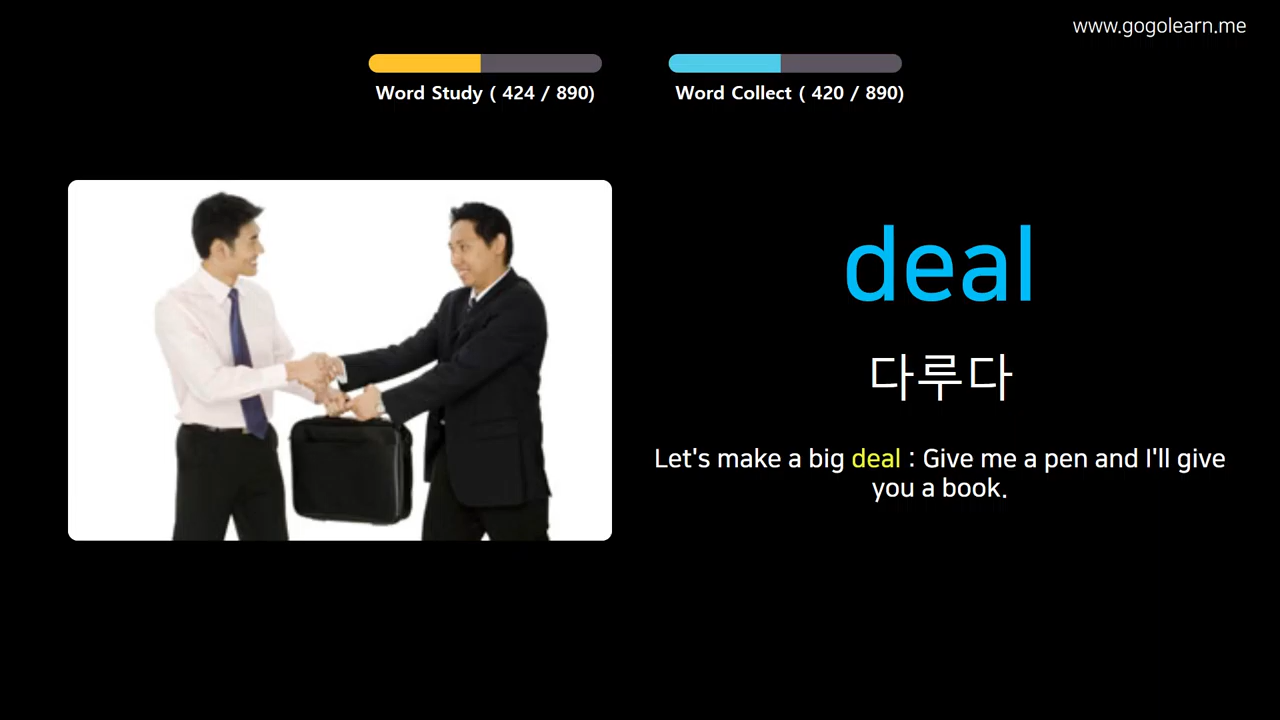 www.gogolearn.me
Word Study ( 424 / 890)
Word Collect ( 420 / 890)
deal
다루다
Let's make a big deal : Give me a pen and I'll give
you a book.